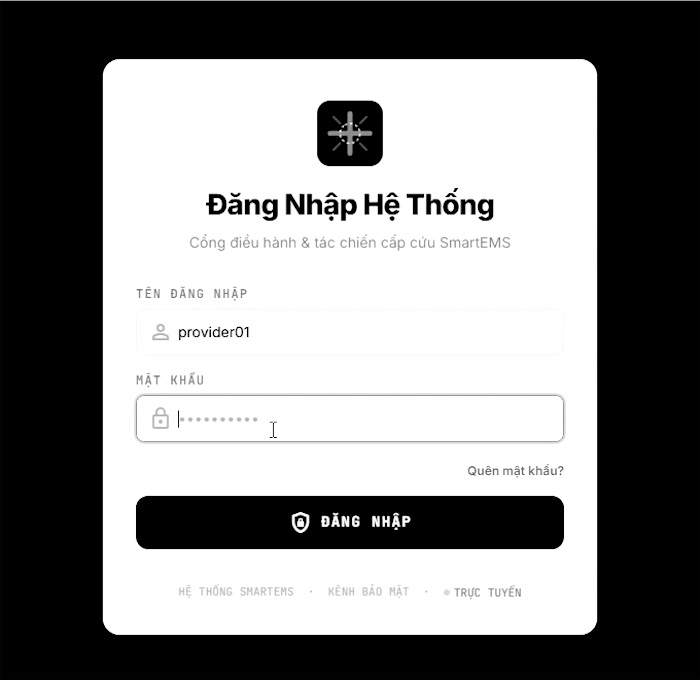 Đăng Nhập Hệ Thống
Cổng điều hành & tác chiến cấp cứu SmartEMS
TÊN ĐĂNG NHẬP
provider01
MẬT KHẨU
••••••••••
Quên mật khẩu?
ĐĂNG NHẬP
HỆ THỐNG SMARTEMS · KÊNH BẢO MẬT · TRỰC TUYẾN